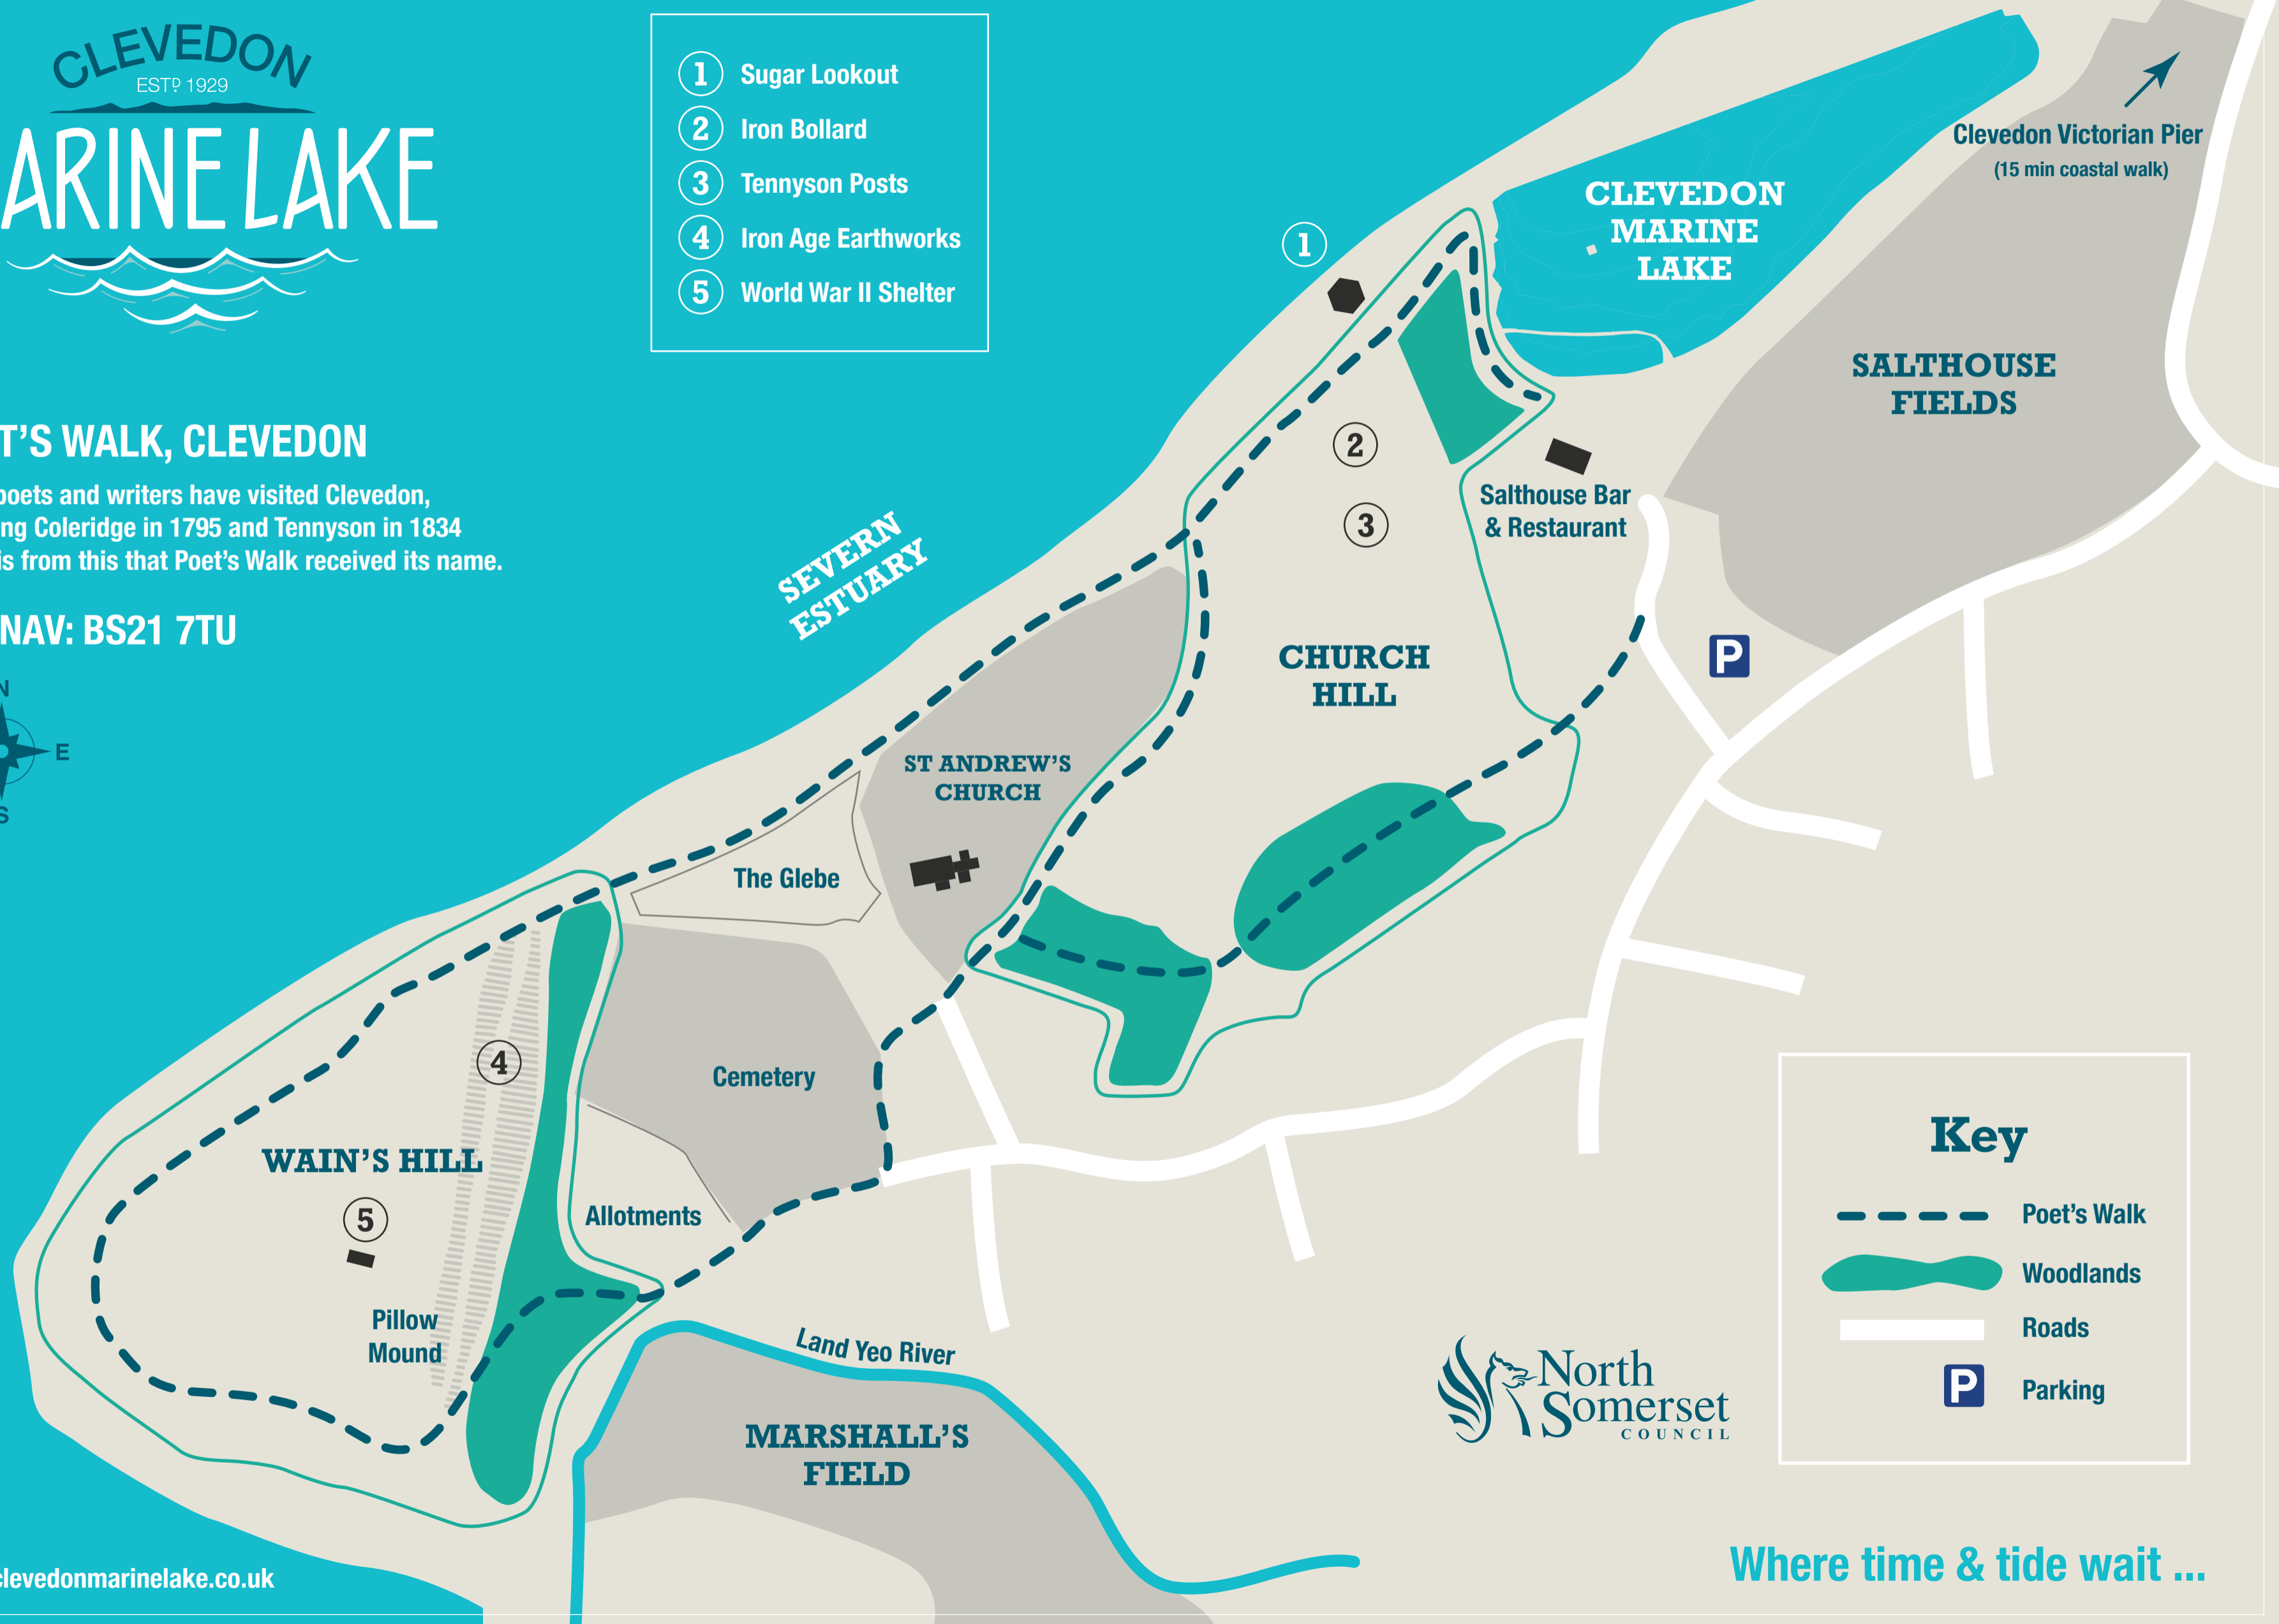 CLEVEDON
ESTD 1929
ARINE LAKE
T'S WALK, CLEVEDON
poets and writers have visited Clevedon,
ng Coleridge in 1795 and Tennyson in 1834
is from this that Poet's Walk received its name.
NAV: BS21 7TU
N
E
S
1 Sugar Lookout
2 Iron Bollard
3 Tennyson Posts
4 Iron Age Earthworks
5 World War II Shelter
Clevedon Victorian Pier
(15 min coastal walk)
CLEVEDON
MARINE
LAKE
1
SALTHOUSE
FIELDS
2
3
Salthouse Bar
& Restaurant
SEVERN
ESTUARY
CHURCH
HILL
P
ST ANDREW'S
CHURCH
The Glebe
4
Cemetery
WAIN'S HILL
5
Allotments
Pillow
Mound
Land Yeo River
MARSHALL'S
FIELD
North
Somerset
COUNCIL
Key
Poet's Walk
Woodlands
Roads
P Parking
clevedonmarinelake.co.uk
Where time & tide wait ...